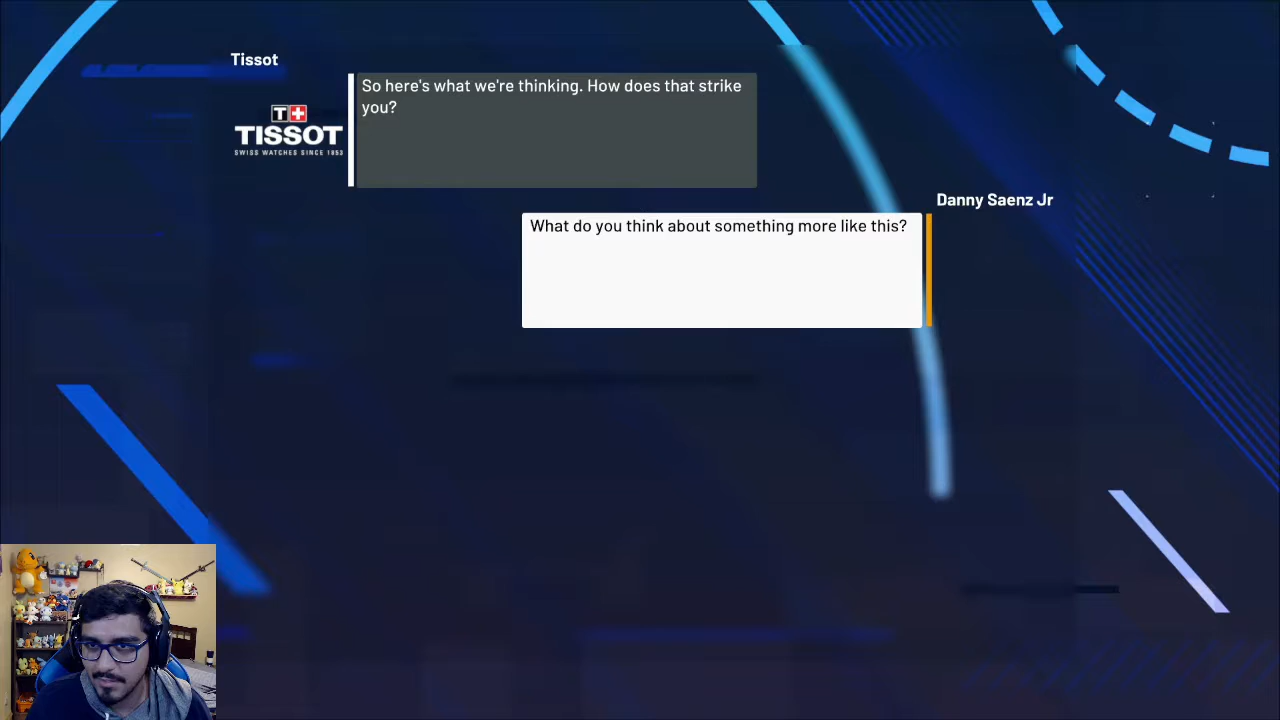 Tissot
So here's what we're thinking. How does that strike
you?
T+
TISSOT
SWISS WATCHES SINCE 1853
Danny Saenz Jr
What do you think about something more like this?